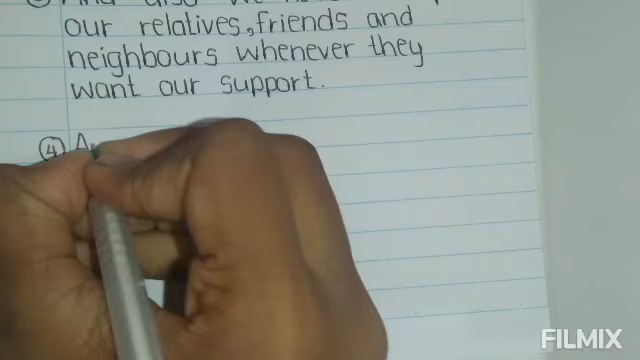 our relatives, friends and
neighbours whenever they
want our support.
④ A
FILMIX